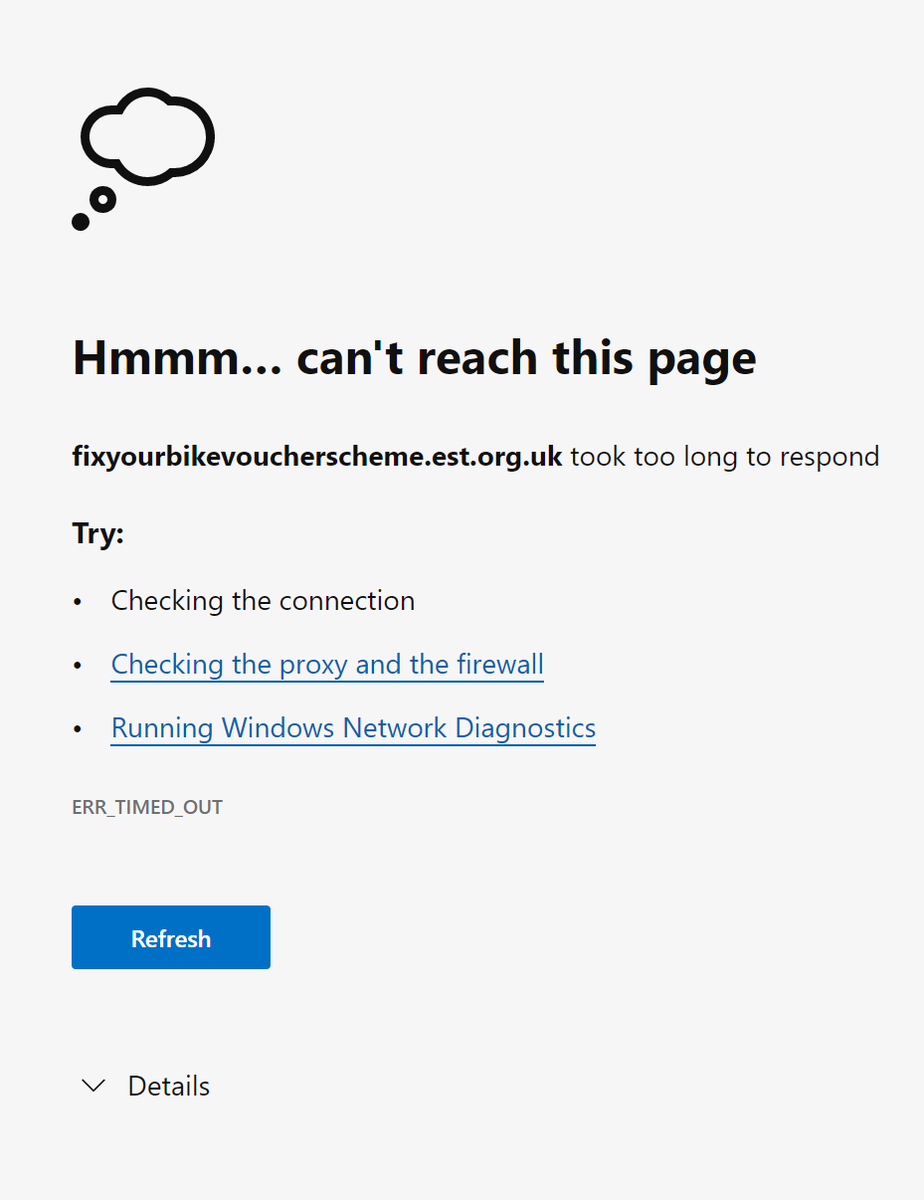 Hmmm... can't reach this page
fixyourbikevoucherscheme.est.org.uk took too long to respond
Try:
• Checking the connection
• Checking the proxy and the firewall
• Running Windows Network Diagnostics
ERR_TIMED_OUT
Refresh
Details